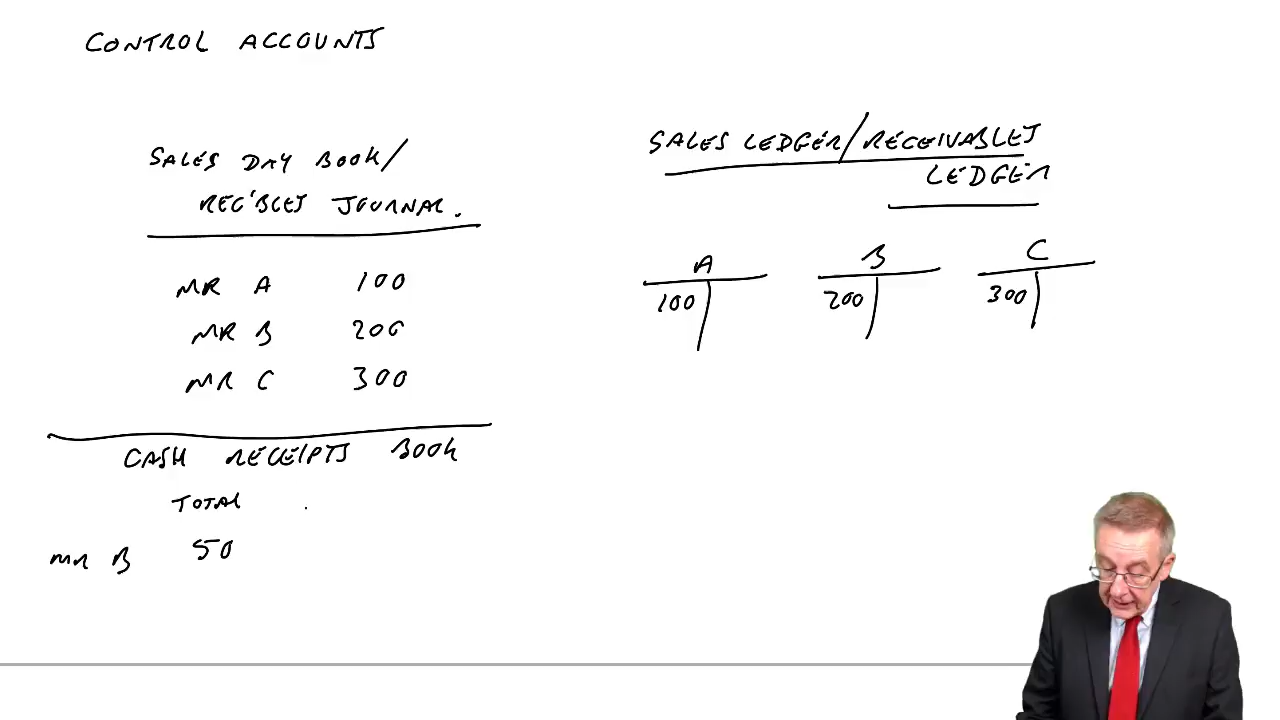 CONTROL ACCOUNTS
SALES DAY BOOK/
REC'BLES JOURNAL.
MR A 100
MR B 200
MR C 300
CASH RECEIPTS BOOK
TOTAL
MR B 50
SALES LEDGER/RECEIVABLES
LEDGER
A B C
100 200 300